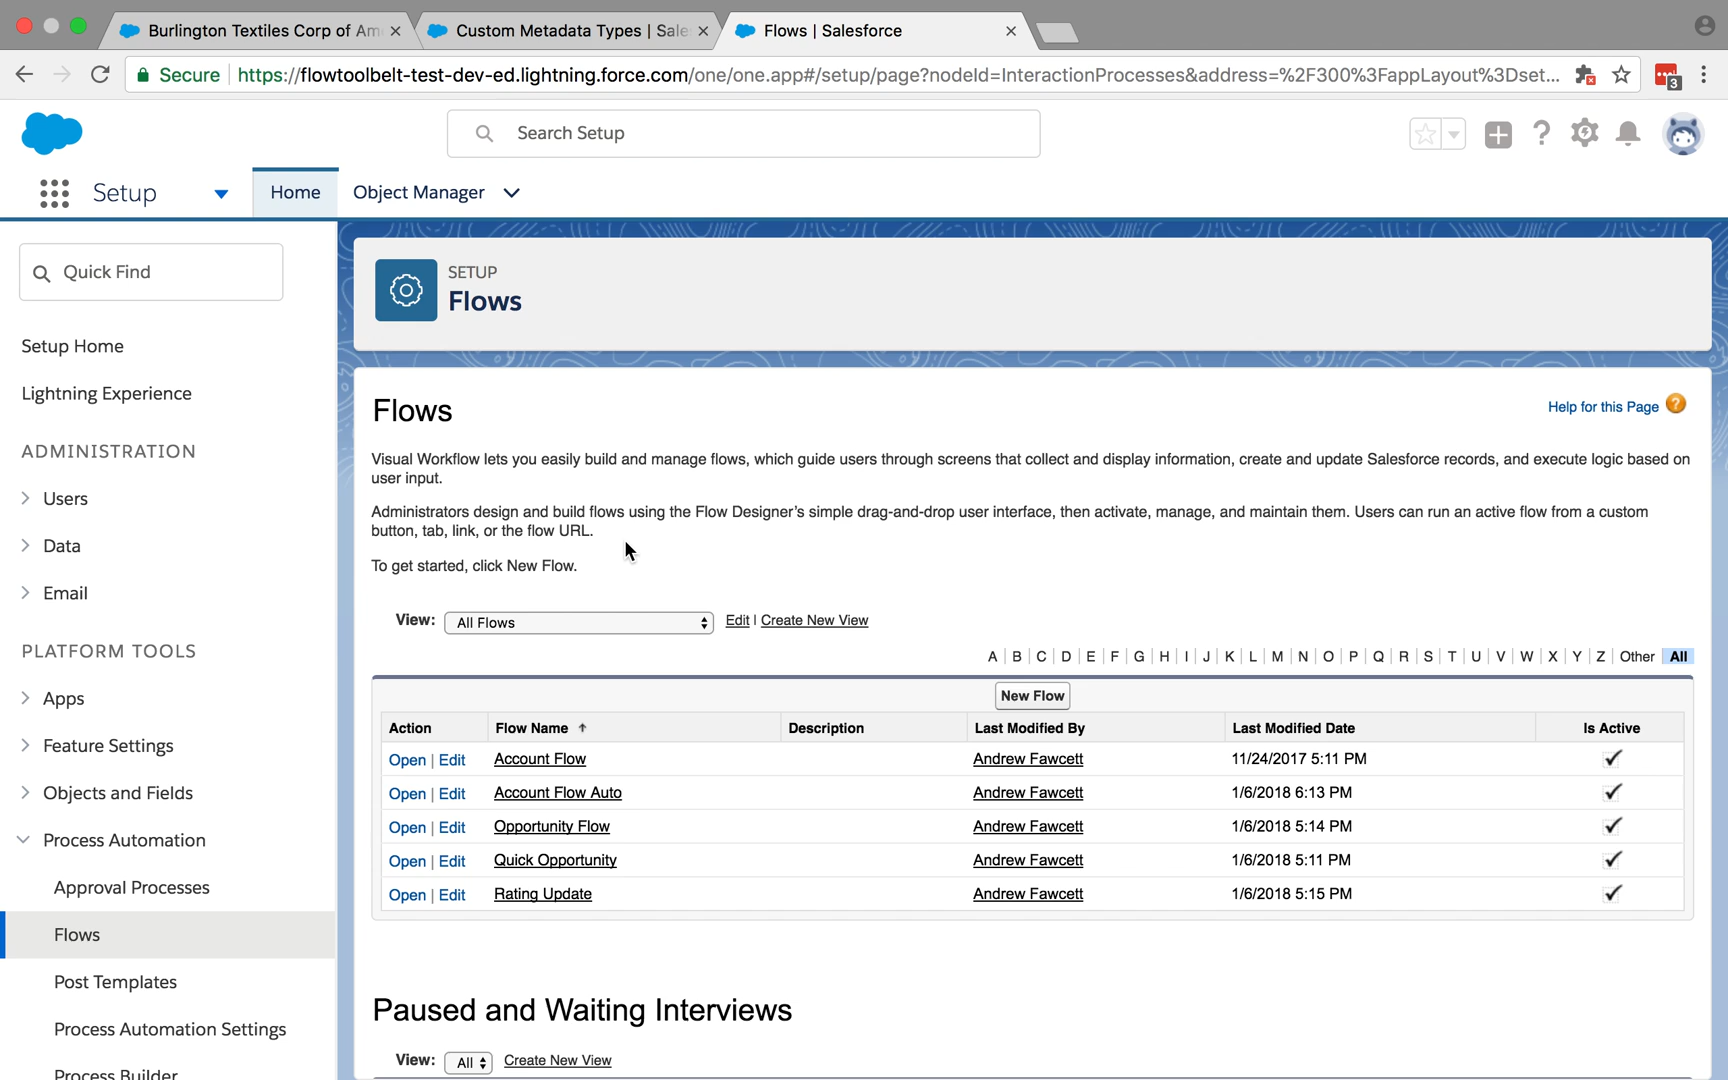 Burlington Textiles Corp of Am
Custom Metadata Types | Sale
Flows | Salesforce
Secure
https://flowtoolbelt-test-dev-ed.lightning.force.com/one/one.app#/setup/page?nodeId=InteractionProcesses&address=%2F300%3FappLayout%3Dset...
3
Search Setup
Setup
Home
Object Manager
Quick Find
Setup Home
Lightning Experience
ADMINISTRATION
Users
Data
Email
PLATFORM TOOLS
Apps
Feature Settings
Objects and Fields
Process Automation
Approval Processes
Flows
Post Templates
Process Automation Settings
Process Builder
SETUP
Flows
Flows
Help for this Page ?
Visual Workflow lets you easily build and manage flows, which guide users through screens that collect and display information, create and update Salesforce records, and execute logic based on
user input.
Administrators design and build flows using the Flow Designer's simple drag-and-drop user interface, then activate, manage, and maintain them. Users can run an active flow from a custom
button, tab, link, or the flow URL.
To get started, click New Flow.
View: All Flows Edit | Create New View
A | B | C | D | E | F | G | H | I | J | K | L | M | N | O | P | Q | R | S | T | U | V | W | X | Y | Z | Other | All
New Flow
Action Flow Name Description Last Modified By Last Modified Date Is Active
Open | Edit Account Flow Andrew Fawcett 11/24/2017 5:11 PM
Open | Edit Account Flow Auto Andrew Fawcett 1/6/2018 6:13 PM
Open | Edit Opportunity Flow Andrew Fawcett 1/6/2018 5:14 PM
Open | Edit Quick Opportunity Andrew Fawcett 1/6/2018 5:11 PM
Open | Edit Rating Update Andrew Fawcett 1/6/2018 5:15 PM
Paused and Waiting Interviews
View: All Create New View